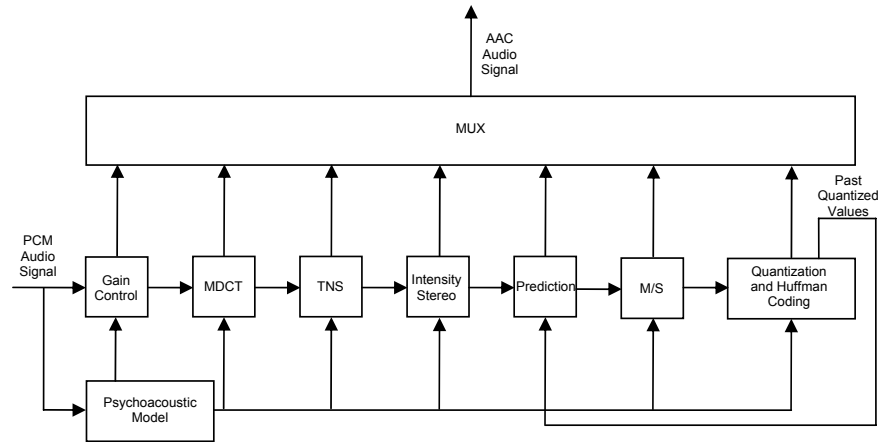 AAC
Audio
Signal
MUX
Past
Quantized
Values
PCM
Audio
Signal
Gain
Control
MDCT
TNS
Intensity
Stereo
Prediction
M/S
Quantization
and Huffman
Coding
Psychoacoustic
Model